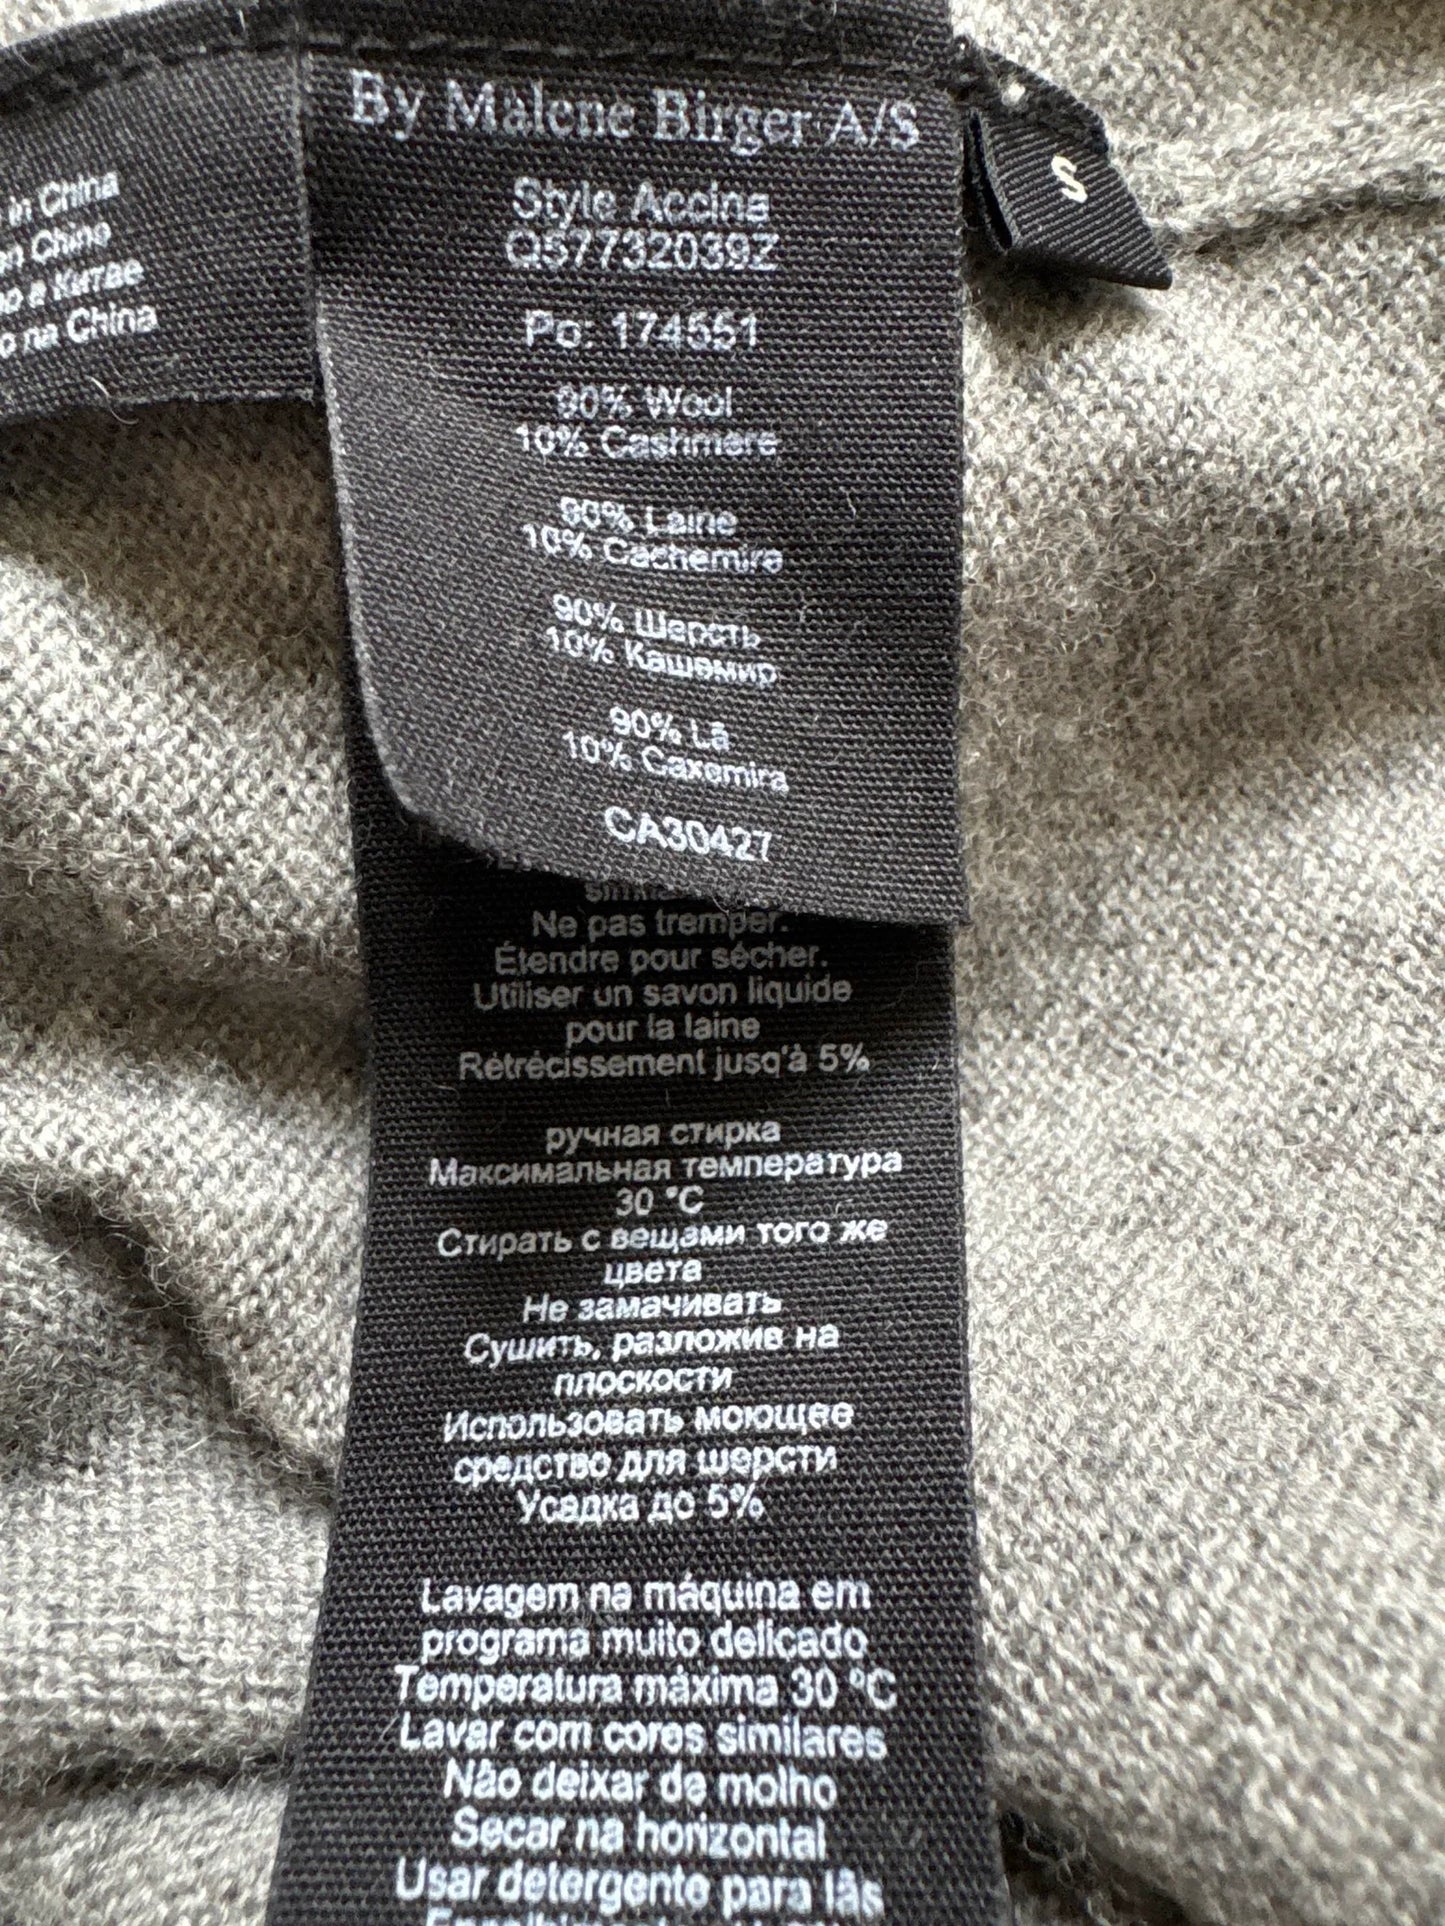 By Malene Birger A/S
Style Accina
Q57732039Z
Po: 174551
90% Wool
10% Cashmere
90% Laine
10% Cachemire
90% Шерсть
10% Кашемир
90% Lã
10% Caxemira
CA30427
S
in China
China
Китае
na China
Ne pas tremper.
Étendre pour sécher.
Utiliser un savon liquide
pour la laine
Rétrécissement jusq'à 5%
ручная стирка
Максимальная температура
30 °C
Стирать с вещами того же
цвета
Не замачивать
Сушить, разложив на
плоскости
Использовать моющее
средство для шерсти
Усадка до 5%
Lavagem na máquina em
programa muito delicado
Temperatura máxima 30 ºC
Lavar com cores similares
Não deixar de molho
Secar na horizontal
Usar detergente para lãs